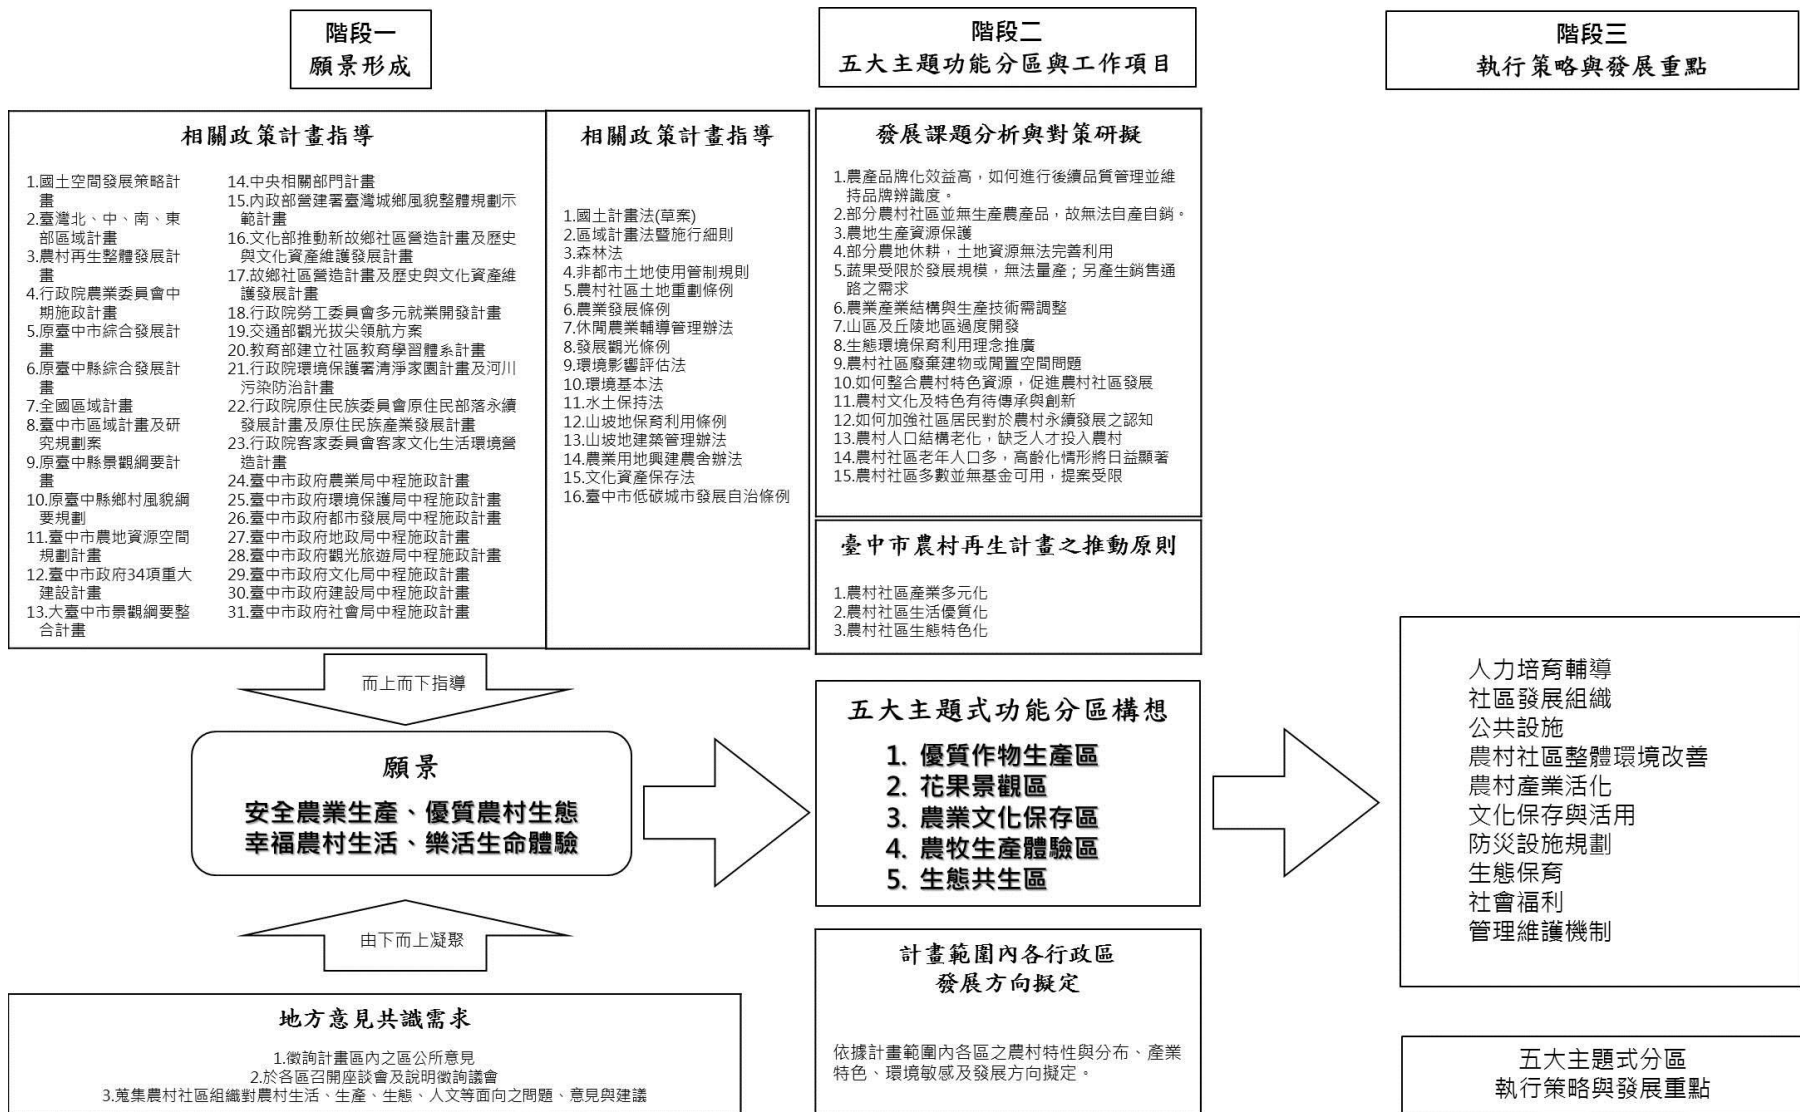 階段一
願景形成
相關政策計畫指導
1.國土空間發展策略計
畫
2.臺灣北、中、南、東
部區域計畫
3.農村再生整體發展計
畫
4.行政院農業委員會中
期施政計畫
5.原臺中市綜合發展計
畫
6.原臺中縣綜合發展計
畫
7.全國區域計畫
8.臺中市區域計畫及研
究規劃案
9.原臺中縣景觀綱要計
畫
10.原臺中縣鄉村風貌綱
要規劃
11.臺中市農地資源空間
規劃計畫
12.臺中市政府34項重大
建設計畫
13.大臺中市景觀綱要整
合計畫
14.中央相關部門計畫
15.內政部營建署臺灣城鄉風貌整體規劃示
範計畫
16.文化部推動新故鄉社區營造計畫及歷史
與文化資產維護發展計畫
17.故鄉社區營造計畫及歷史與文化資產維
護發展計畫
18.行政院勞工委員會多元就業開發計畫
19.交通部觀光拔尖領航方案
20.教育部建立社區教育學習體系計畫
21.行政院環境保護署清淨家園計畫及河川
污染防治計畫
22.行政院原住民族委員會原住民部落永續
發展計畫及原住民族產業發展計畫
23.行政院客家委員會客家文化生活環境營
造計畫
24.臺中市政府農業局中程施政計畫
25.臺中市政府環境保護局中程施政計畫
26.臺中市政府都市發展局中程施政計畫
27.臺中市政府地政局中程施政計畫
28.臺中市政府觀光旅遊局中程施政計畫
29.臺中市政府文化局中程施政計畫
30.臺中市政府建設局中程施政計畫
31.臺中市政府社會局中程施政計畫
相關政策計畫指導
1.國土計畫法(草案)
2.區域計畫法暨施行細則
3.森林法
4.非都市土地使用管制規則
5.農村社區土地重劃條例
6.農業發展條例
7.休閒農業輔導管理辦法
8.發展觀光條例
9.環境影響評估法
10.環境基本法
11.水土保持法
12.山坡地保育利用條例
13.山坡地建築管理辦法
14.農業用地興建農舍辦法
15.文化資產保存法
16.臺中市低碳城市發展自治條例
而上而下指導
願景
安全農業生產、優質農村生態
幸福農村生活、樂活生命體驗
由下而上凝聚
地方意見共識需求
1.徵詢計畫區內之區公所意見
2.於各區召開座談會及說明徵詢議會
3.蒐集農村社區組織對農村生活、生產、生態、人文等面向之問題、意見與建議
階段二
五大主題功能分區與工作項目
發展課題分析與對策研擬
1.農產品牌化效益高，如何進行後續品質管理並維
持品牌辨識度。
2.部分農村社區並無生產農產品，故無法自產自銷。
3.農地生產資源保護
4.部分農地休耕，土地資源無法完善利用
5.蔬果受限於發展規模，無法量產；另產生銷售通
路之需求
6.農業產業結構與生產技術需調整
7.山區及丘陵地區過度開發
8.生態環境保育利用理念推廣
9.農村社區廢棄建物或閒置空間問題
10.如何整合農村特色資源，促進農村社區發展
11.農村文化及特色有待傳承與創新
12.如何加強社區居民對於農村永續發展之認知
13.農村人口結構老化，缺乏人才投入農村
14.農村社區老年人口多，高齡化情形將日益顯著
15.農村社區多數並無基金可用，提案受限
臺中市農村再生計畫之推動原則
1.農村社區產業多元化
2.農村社區生活優質化
3.農村社區生態特色化
五大主題式功能分區構想
1. 優質作物生產區
2. 花果景觀區
3. 農業文化保存區
4. 農牧生產體驗區
5. 生態共生區
計畫範圍內各行政區
發展方向擬定
依據計畫範圍內各區之農村特性與分布、產業
特色、環境敏感及發展方向擬定。
階段三
執行策略與發展重點
人力培育輔導
社區發展組織
公共設施
農村社區整體環境改善
農村產業活化
文化保存與活用
防災設施規劃
生態保育
社會福利
管理維護機制
五大主題式分區
執行策略與發展重點